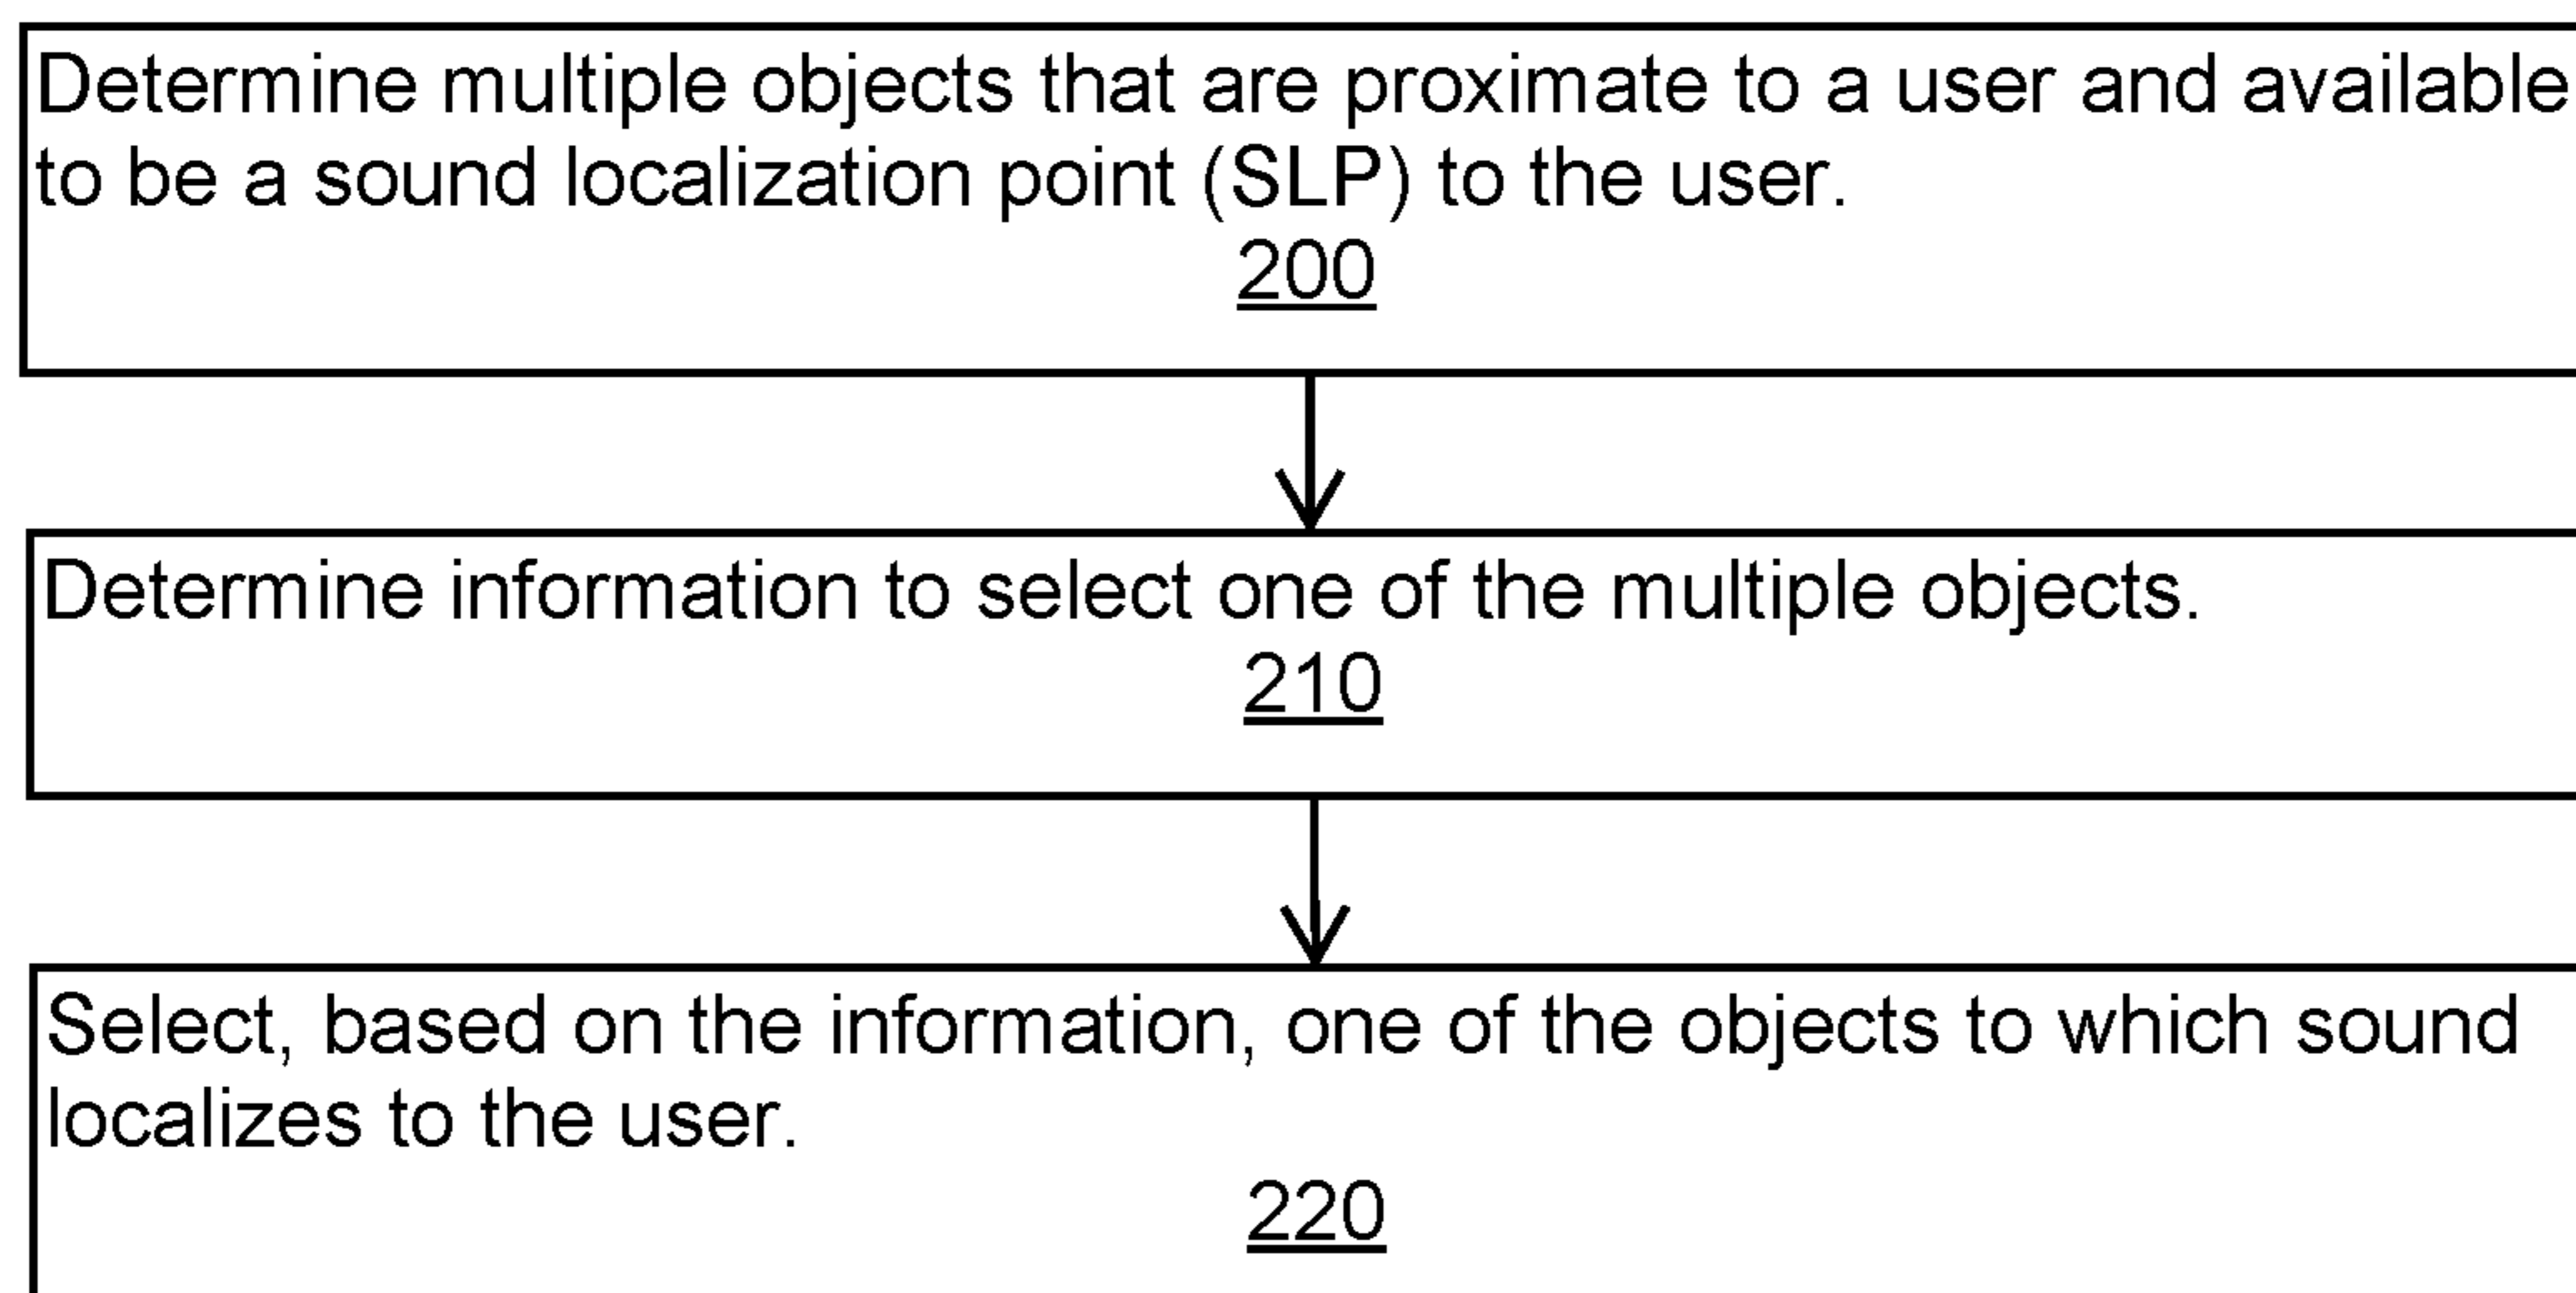 Determine multiple objects that are proximate to a user and available
to be a sound localization point (SLP) to the user.
200
Determine information to select one of the multiple objects.
210
Select, based on the information, one of the objects to which sound
localizes to the user.
220